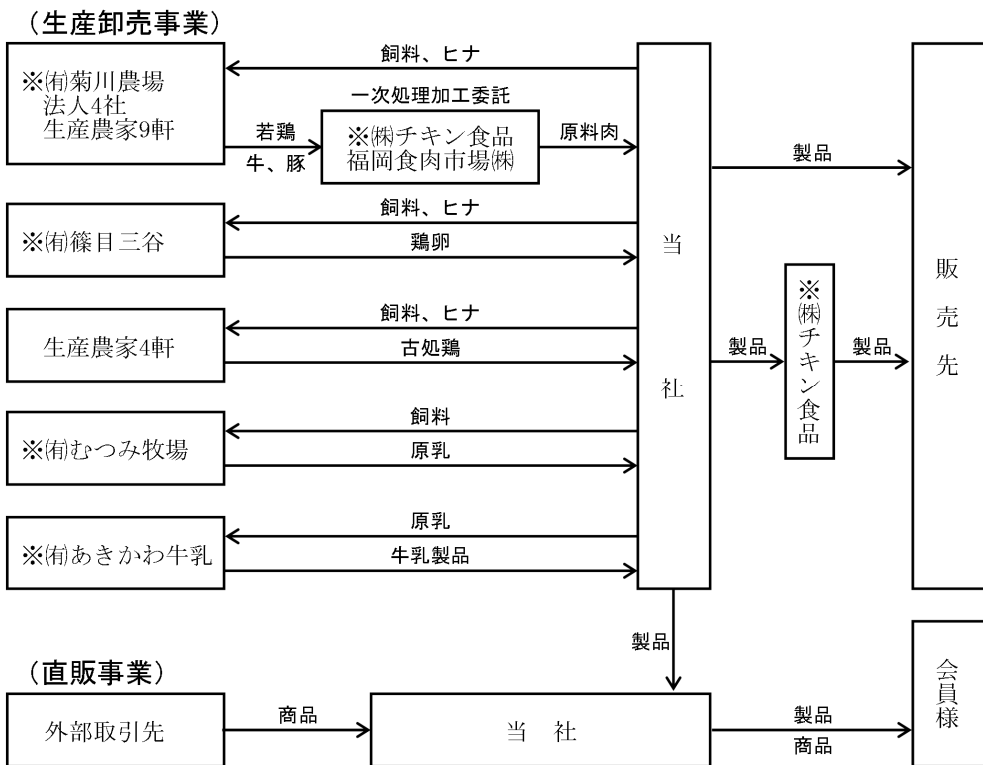 （生産卸売事業）
飼料、ヒナ
※㈲菊川農場
法人4社
生産農家9軒
一次処理加工委託
若鶏
牛、豚
※㈱チキン食品
福岡食肉市場㈱
原料肉
製品
飼料、ヒナ
※㈲篠目三谷
鶏卵
当社
販売先
飼料、ヒナ
生産農家4軒
古処鶏
製品
※㈱チキン食品
製品
飼料
※㈲むつみ牧場
原乳
原乳
※㈲あきかわ牛乳
牛乳製品
製品
（直販事業）
外部取引先
商品
当社
製品
商品
会員様